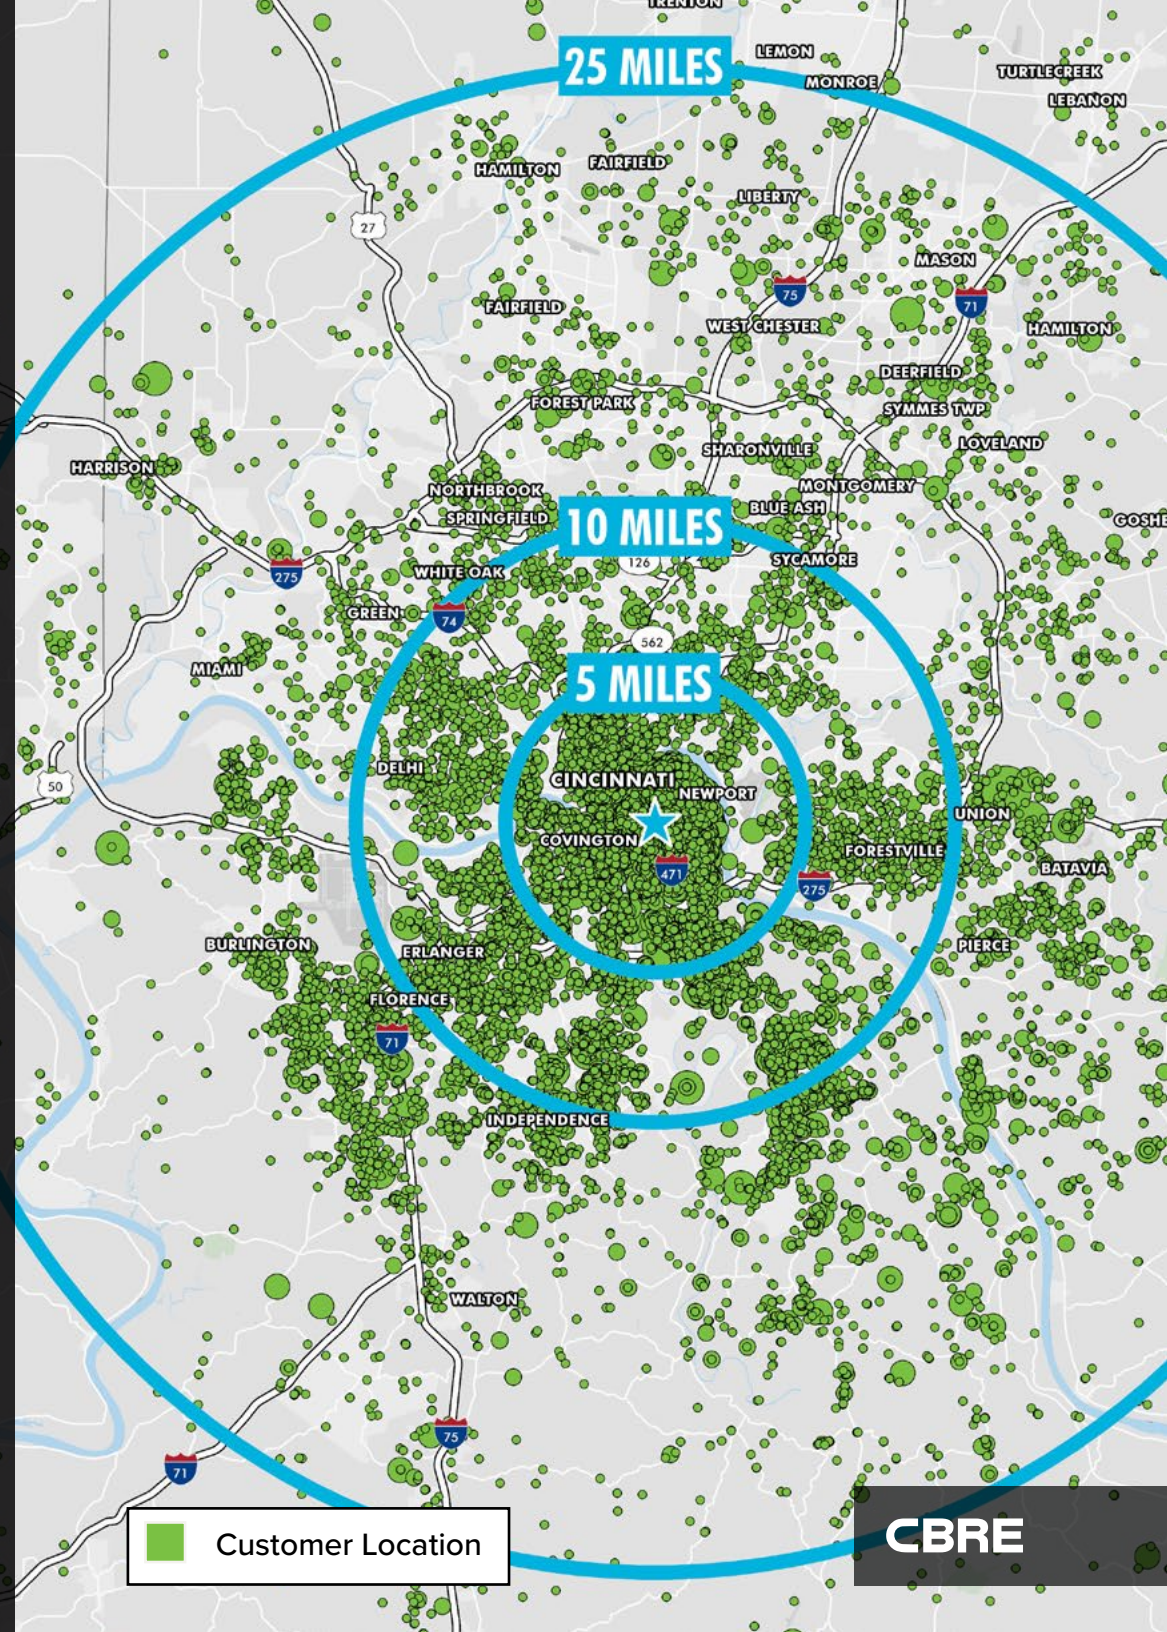 TRENTON
LEMON
25 MILES
MONROE
TURTLECREEK
LEBANON
HAMILTON
FAIRFIELD
LIBERTY
27
MASON
75
71
FAIRFIELD
WEST CHESTER
HAMILTON
DEERFIELD
FOREST PARK
SYMMES TWP
SHARONVILLE
LOVELAND
HARRISON
NORTHBROOK
MONTGOMERY
BLUE ASH
SPRINGFIELD
10 MILES
GOSHE
126
SYCAMORE
WHITE OAK
275
GREEN
74
562
MIAMI
5 MILES
DELHI
CINCINNATI
NEWPORT
50
UNION
COVINGTON
FORESTVILLE
BATAVIA
471
275
BURLINGTON
ERLANGER
PIERCE
FLORENCE
71
INDEPENDENCE
WALTON
75
71
Customer Location
CBRE